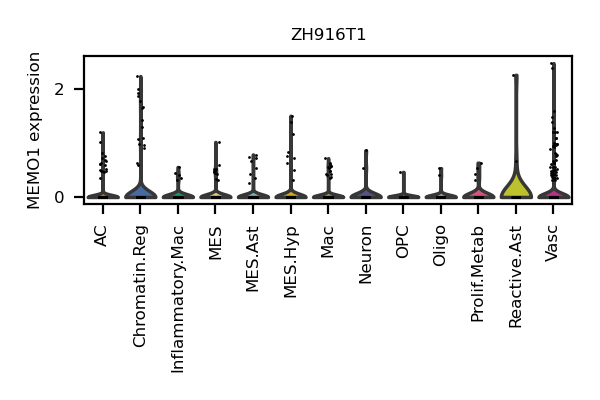 ZH916T1
MEMO1 expression
2
0
AC
Chromatin.Reg
Inflammatory.Mac
MES
MES.Ast
MES.Hyp
Mac
Neuron
OPC
Oligo
Prolif.Metab
Reactive.Ast
Vasc